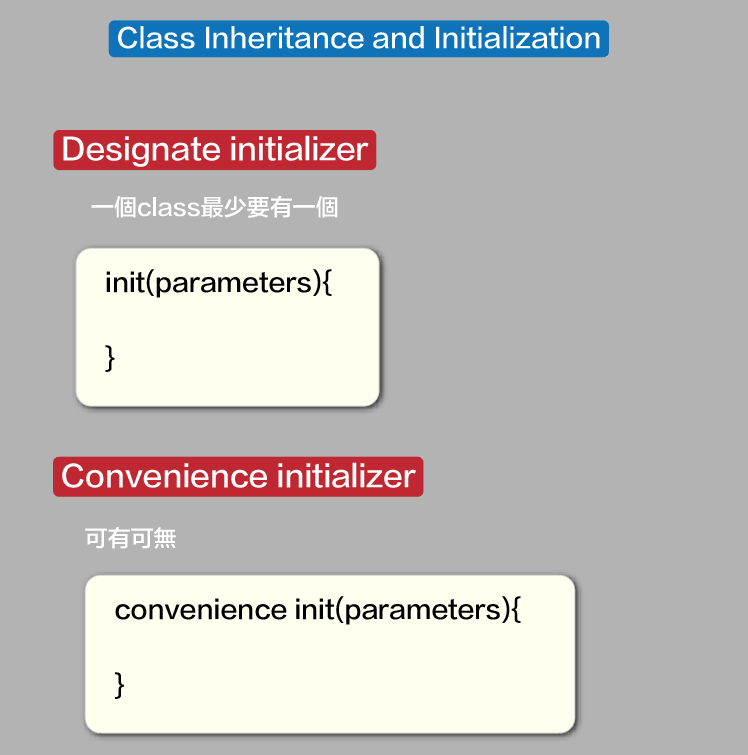 Class Inheritance and Initialization
Designate initializer
一個class最少要有一個
init(parameters){
}
Convenience initializer
可有可無
convenience init(parameters){
}